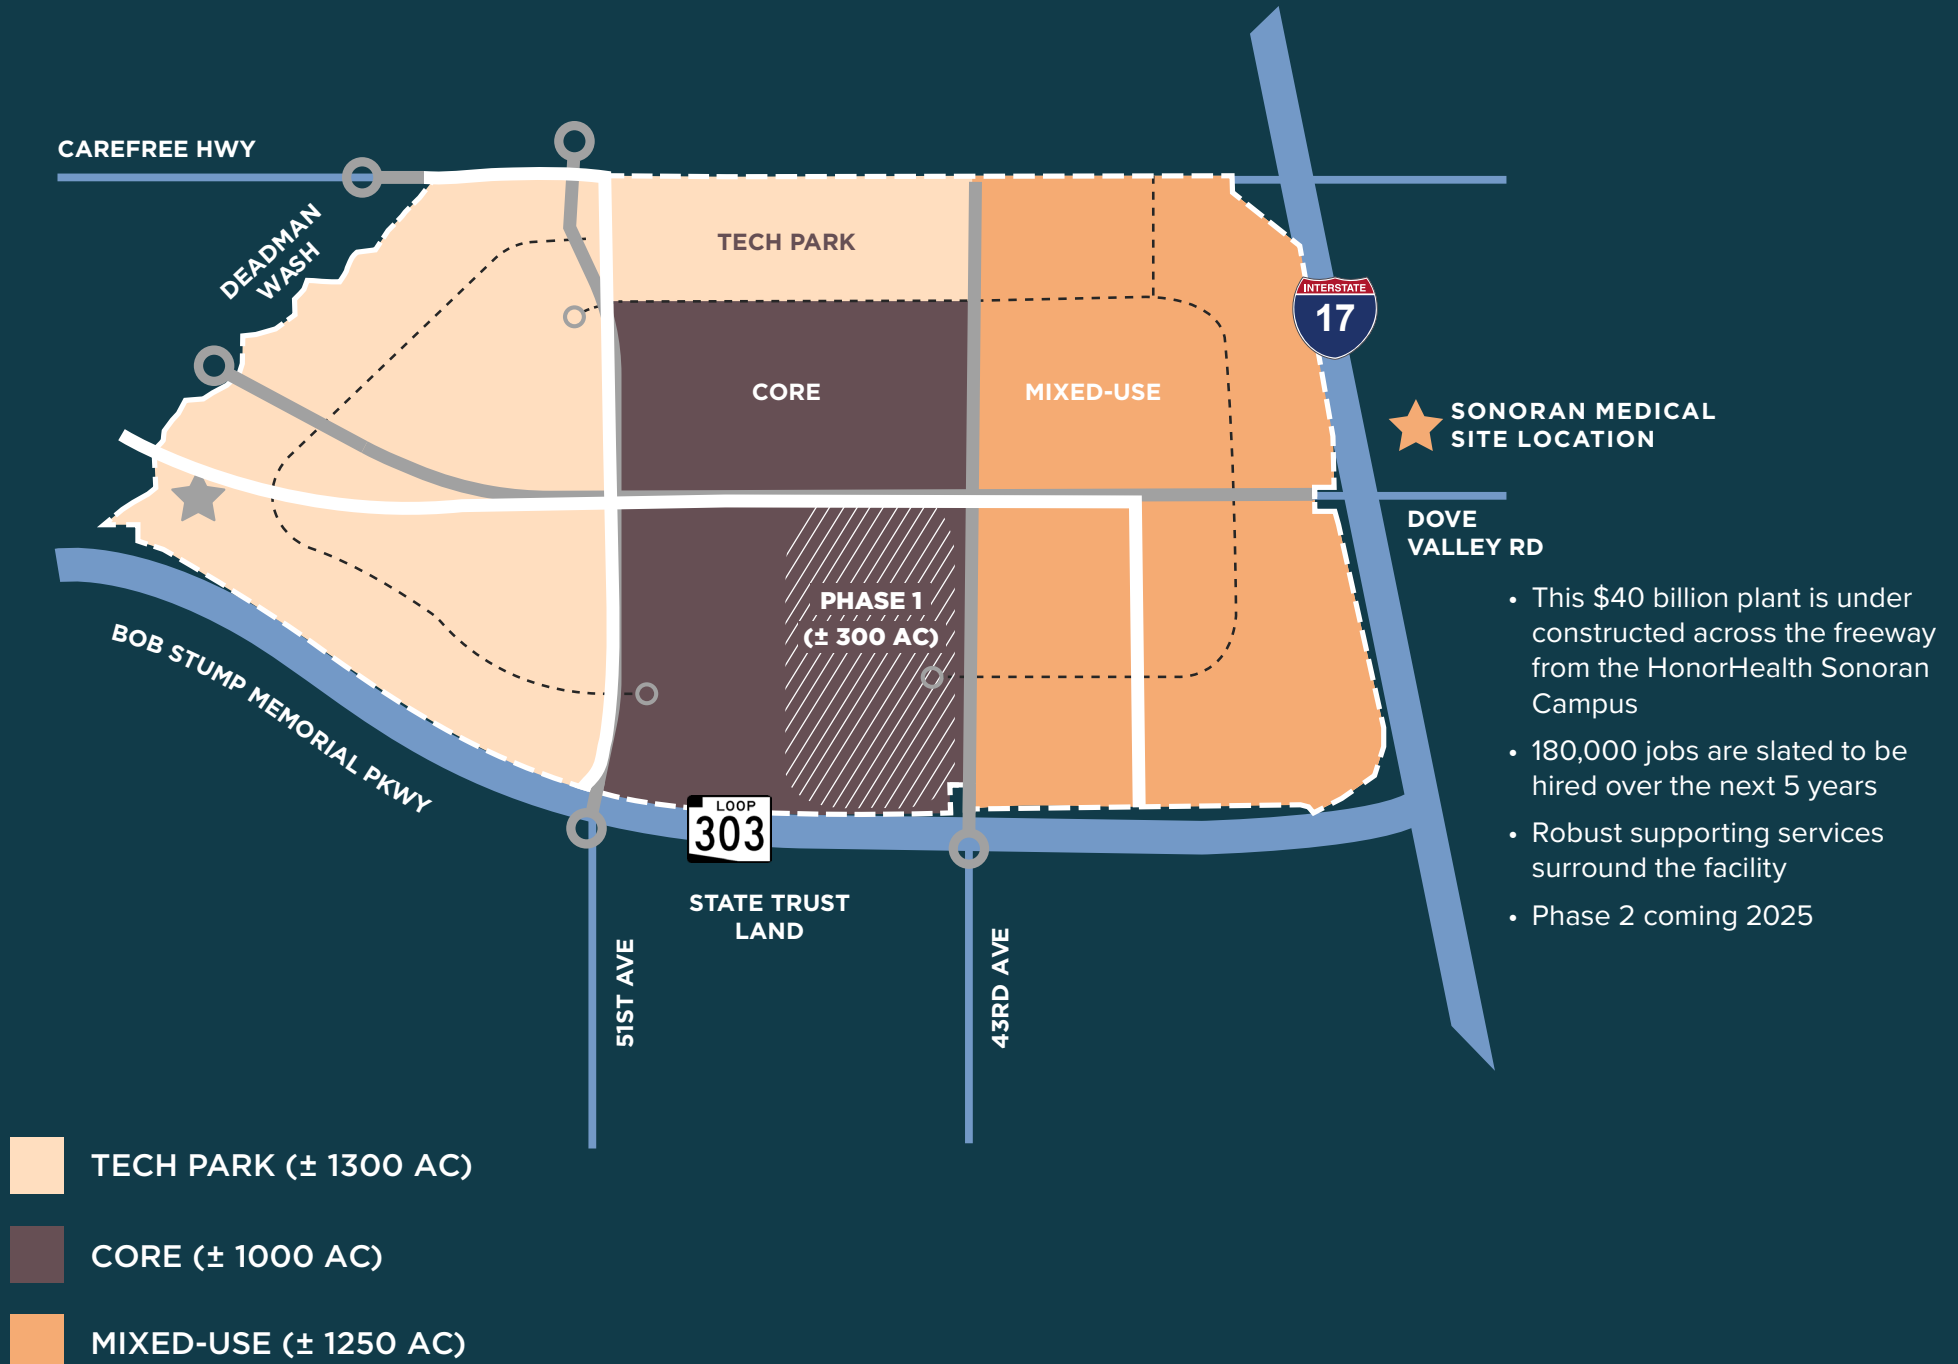 CAREFREE HWY
DEADMAN
WASH
TECH PARK
INTERSTATE
17
CORE
MIXED-USE
SONORAN MEDICAL
SITE LOCATION
DOVE
VALLEY RD
PHASE 1
(± 300 AC)
BOB STUMP MEMORIAL PKWY
• This $40 billion plant is under
constructed across the freeway
from the HonorHealth Sonoran
Campus
• 180,000 jobs are slated to be
hired over the next 5 years
• Robust supporting services
surround the facility
• Phase 2 coming 2025
LOOP
303
STATE TRUST
LAND
51ST AVE
43RD AVE
TECH PARK (± 1300 AC)
CORE (± 1000 AC)
MIXED-USE (± 1250 AC)